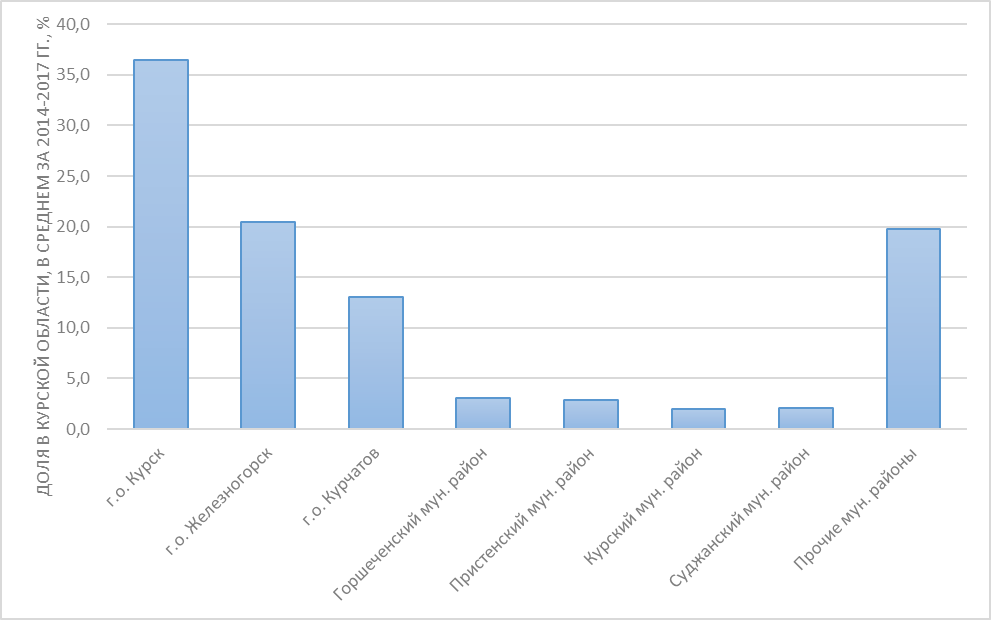 ДОЛЯ В КУРСКОЙ ОБЛАСТИ, В СРЕДНЕМ ЗА 2014-2017 ГГ., %
40,0
35,0
30,0
25,0
20,0
15,0
10,0
5,0
0,0
г.о. Курск
г.о. Железногорск
г.о. Курчатов
Горшеченский мун. район
Пристенский мун. район
Курский мун. район
Суджанский мун. район
Прочие мун. районы